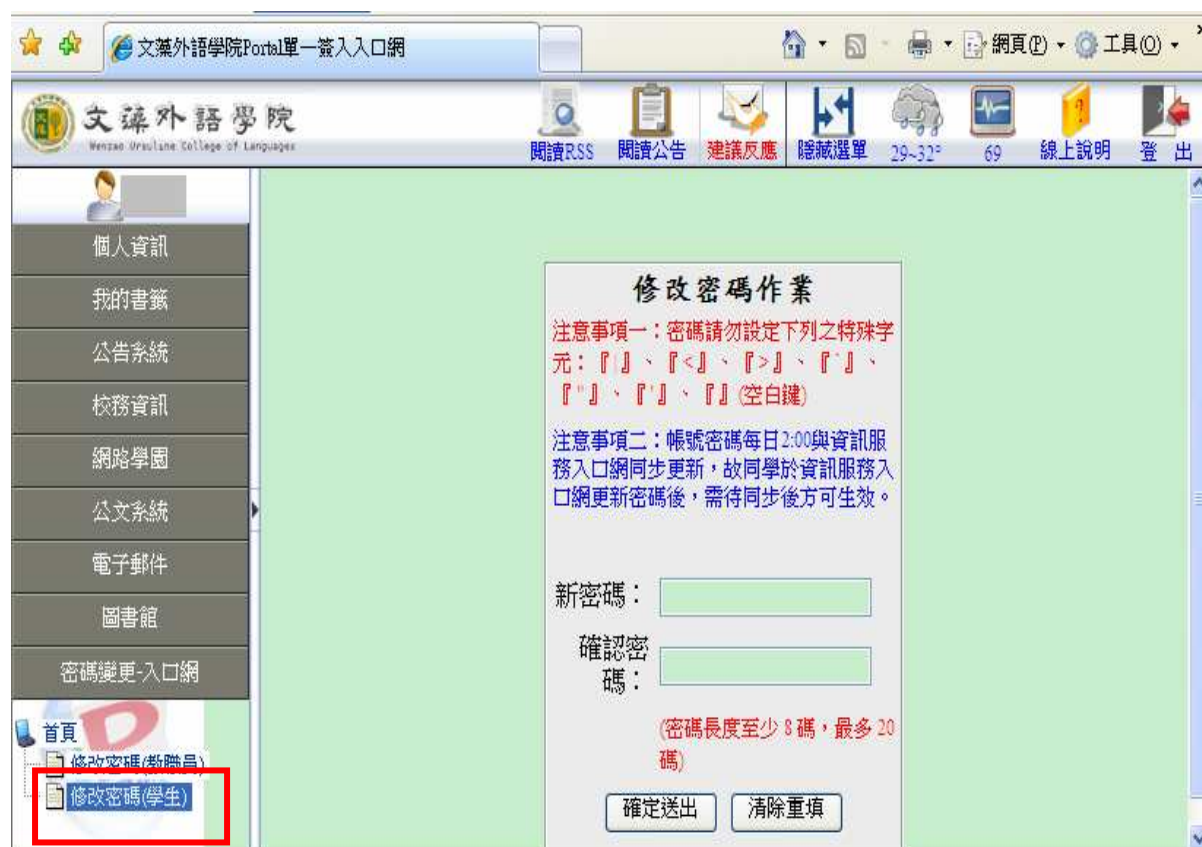 文藻外語學院Portal單一簽入入口網
網頁(P)
工具(O)
文藻外語學院
Wenzao Ursuline College of Languages
閱讀RSS
閱讀公告
建議反應
隱藏選單
29~32°
69
線上說明
登 出
個人資訊
我的書籤
公告系統
校務資訊
網路學園
公文系統
電子郵件
圖書館
密碼變更-入口網
首頁
修改密碼(教職員)
修改密碼(學生)
修改密碼作業
注意事項一：密碼請勿設定下列之特殊字
元：『|』、『<』、『>』、『`』、
『"』、『'』、『』(空白鍵)
注意事項二：帳號密碼每日2:00與資訊服
務入口網同步更新，故同學於資訊服務入
口網更新密碼後，需待同步後方可生效。
新密碼：
確認密
碼：
(密碼長度至少 8 碼，最多 20
碼)
確定送出
清除重填